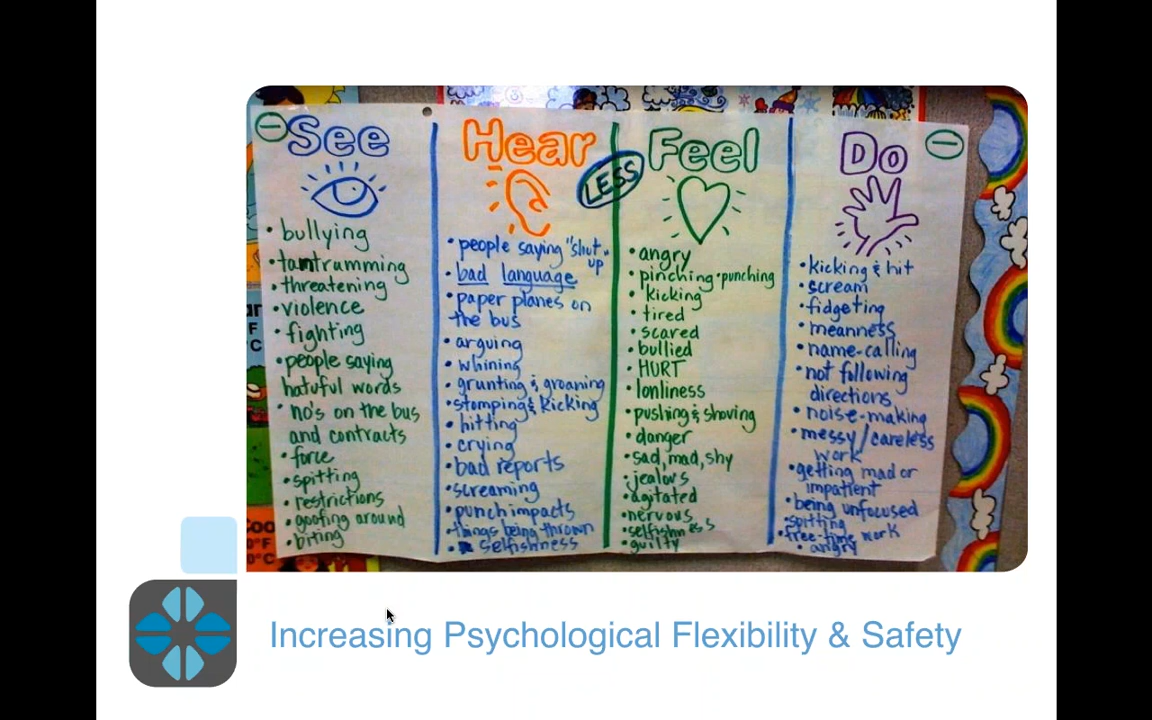 See
Hear
LESS
Feel
Do
• bullying
• tantrumming
• threatening
• violence
• fighting
• people saying
hatuful words
• no's on the bus
and contracts
• force
• spitting
• restrictions
• goofing around
• biting
• people saying "shut
up
• bad language
• paper planes on
the bus
• arguing
• whining
• grunting & groaning
• stomping & kicking
• hitting
• crying
• bad reports
• screaming
• punch impacts
• things being thrown
• selfishness
• angry
• pinching • punching
• kicking
• tired
• scared
• bullied
• HURT
• lonliness
• pushing & shoving
• danger
• sad, mad, shy
• jealous
• agitated
• nervous
• selfishness
• guilty
• kicking & hit
• scream
• fidgeting
• meanness
• name-calling
• not following
directions
• noise-making
• messy/careless
work
• getting mad or
impatient
• being unfocused
• spitting
• free-time work
• angry
Increasing Psychological Flexibility & Safety